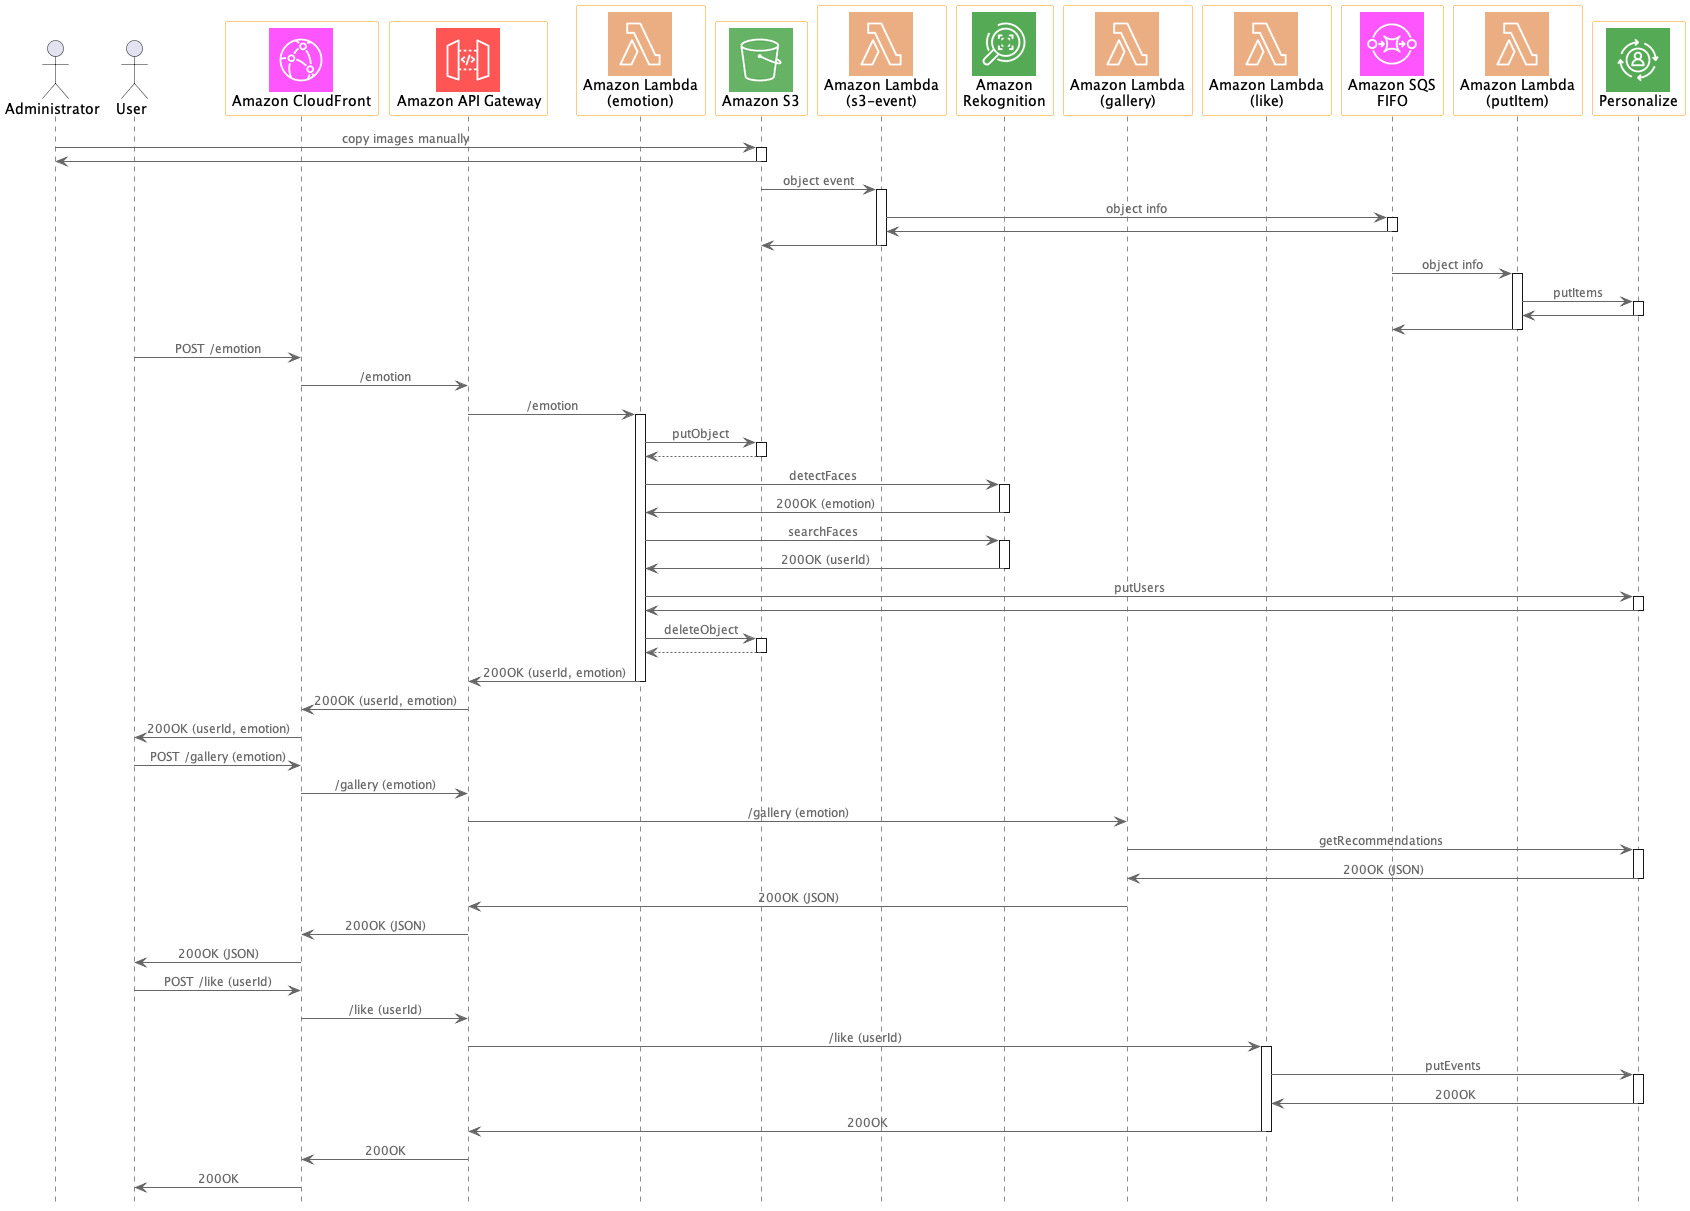 Administrator
User
Amazon CloudFront
Amazon API Gateway
Amazon Lambda
(emotion)
Amazon S3
Amazon Lambda
(s3-event)
Amazon
Rekognition
Amazon Lambda
(gallery)
Amazon Lambda
(like)
Amazon SQS
FIFO
Amazon Lambda
(putItem)
Personalize
copy images manually
object event
object info
object info
putItems
POST /emotion
/emotion
/emotion
putObject
detectFaces
200OK (emotion)
searchFaces
200OK (userId)
putUsers
deleteObject
200OK (userId, emotion)
200OK (userId, emotion)
200OK (userId, emotion)
POST /gallery (emotion)
/gallery (emotion)
/gallery (emotion)
getRecommendations
200OK (JSON)
200OK (JSON)
200OK (JSON)
200OK (JSON)
POST /like (userId)
/like (userId)
/like (userId)
putEvents
200OK
200OK
200OK
200OK